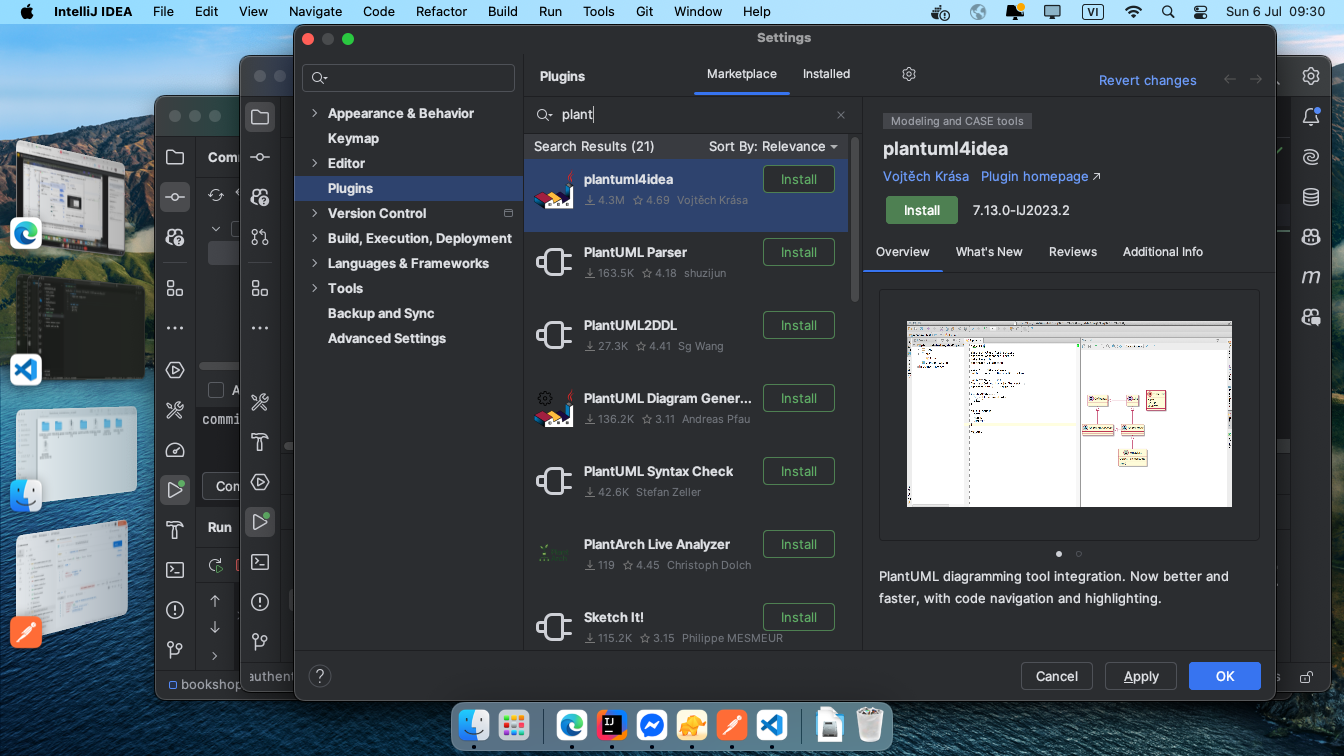 IntelliJ IDEA File Edit View Navigate Code Refactor Build Run Tools Git Window Help VI Sun 6 Jul 09:30
Settings
Plugins Marketplace Installed Revert changes
plant
Search Results (21) Sort By: Relevance
Appearance & Behavior
Keymap
Editor
Plugins
Version Control
Build, Execution, Deployment
Languages & Frameworks
Tools
Backup and Sync
Advanced Settings
plantuml4idea Install
4.3M 4.69 Vojtěch Krása
PlantUML Parser Install
163.5K 4.18 shuzijun
PlantUML2DDL Install
27.3K 4.41 Sg Wang
PlantUML Diagram Gener... Install
136.2K 3.11 Andreas Pfau
PlantUML Syntax Check Install
42.6K Stefan Zeller
PlantArch Live Analyzer Install
119 4.45 Christoph Dolch
Sketch It! Install
115.2K 3.15 Philippe MESMEUR
Modeling and CASE tools
plantuml4idea
Vojtěch Krása Plugin homepage
Install 7.13.0-IJ2023.2
Overview What's New Reviews Additional Info
PlantUML diagramming tool integration. Now better and
faster, with code navigation and highlighting.
? Cancel Apply OK
Comm
A
commi
Con
Run
bookshop
authent
m
s